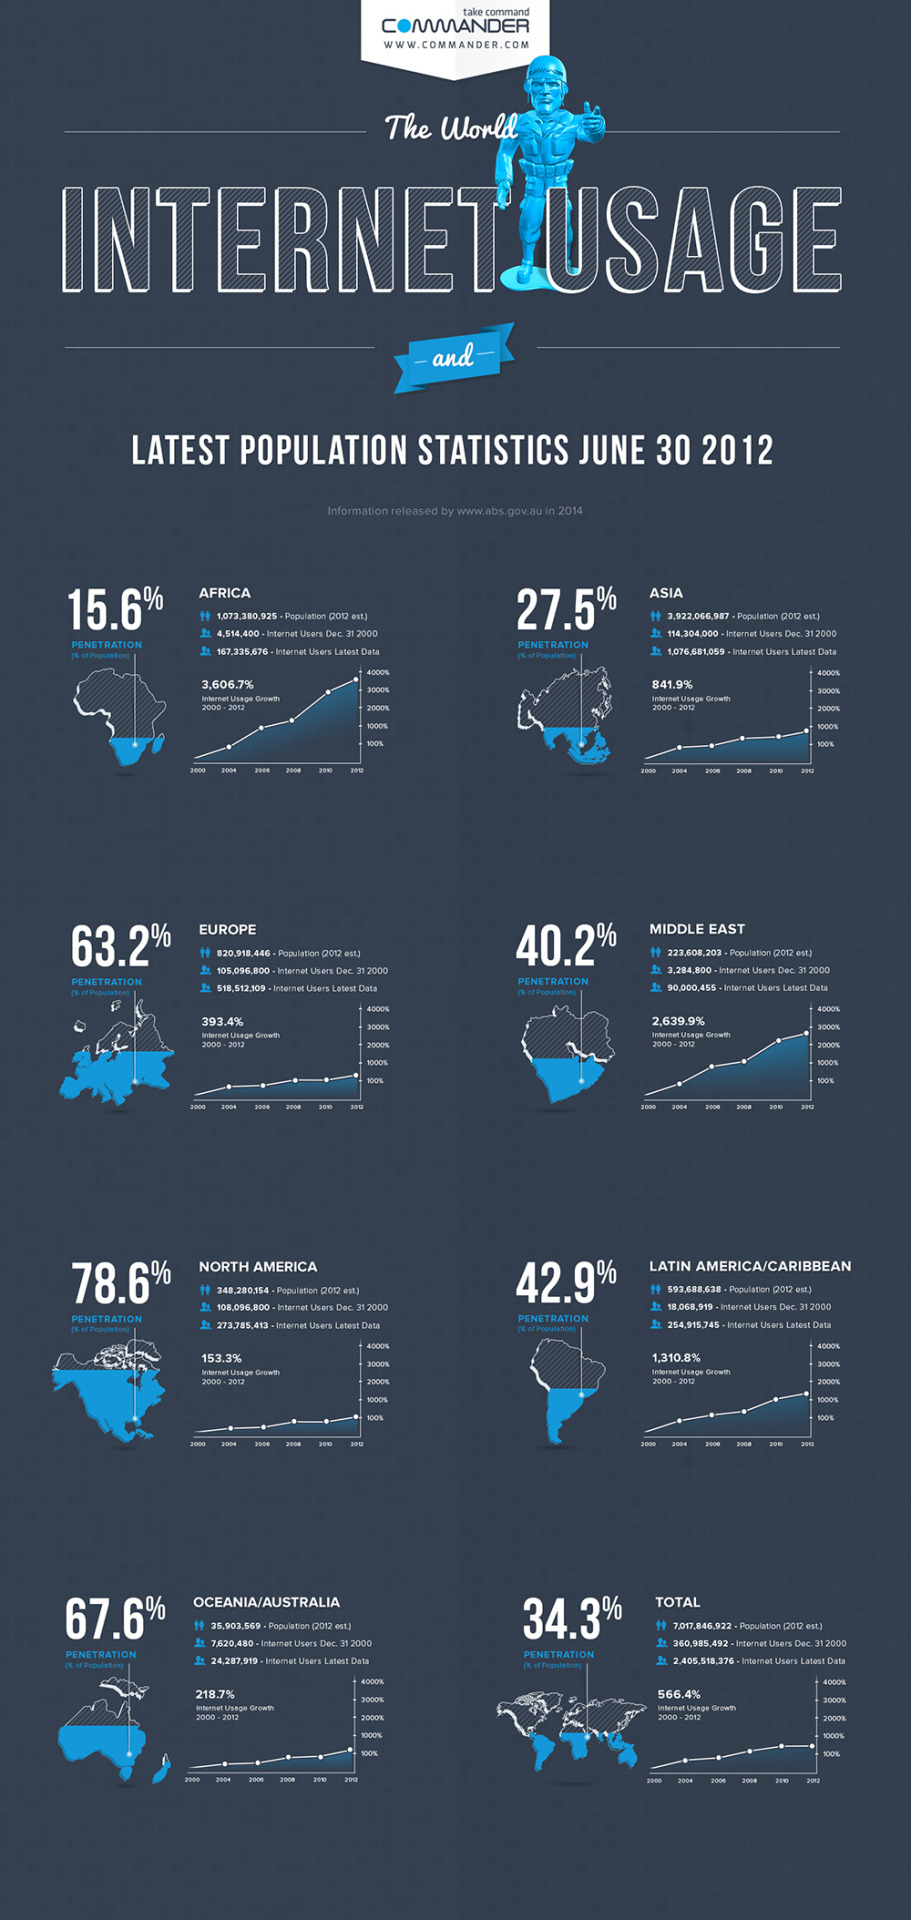 take command
COMMANDER
WWW.COMMANDER.COM
The World
INTERNET USAGE
and
LATEST POPULATION STATISTICS JUNE 30 2012
Information released by www.abs.gov.au in 2014
15.6%
PENETRATION
(% of Population)
AFRICA
1,073,380,925 - Population (2012 est.)
4,514,400 - Internet Users Dec. 31 2000
167,335,676 - Internet Users Latest Data
3,606.7%
Internet Usage Growth
2000 - 2012
4000%
3000%
2000%
1000%
100%
2000 2004 2006 2008 2010 2012
27.5%
PENETRATION
(% of Population)
ASIA
3,922,066,987 - Population (2012 est.)
114,304,000 - Internet Users Dec. 31 2000
1,076,681,059 - Internet Users Latest Data
841.9%
Internet Usage Growth
2000 - 2012
4000%
3000%
2000%
1000%
100%
2000 2004 2006 2008 2010 2012
63.2%
PENETRATION
(% of Population)
EUROPE
820,918,446 - Population (2012 est.)
105,096,800 - Internet Users Dec. 31 2000
518,512,109 - Internet Users Latest Data
393.4%
Internet Usage Growth
2000 - 2012
4000%
3000%
2000%
1000%
100%
2000 2004 2006 2008 2010 2012
40.2%
PENETRATION
(% of Population)
MIDDLE EAST
223,608,203 - Population (2012 est.)
3,284,800 - Internet Users Dec. 31 2000
90,000,455 - Internet Users Latest Data
2,639.9%
Internet Usage Growth
2000 - 2012
4000%
3000%
2000%
1000%
100%
2000 2004 2006 2008 2010 2012
78.6%
PENETRATION
(% of Population)
NORTH AMERICA
348,280,154 - Population (2012 est.)
108,096,800 - Internet Users Dec. 31 2000
273,785,413 - Internet Users Latest Data
153.3%
Internet Usage Growth
2000 - 2012
4000%
3000%
2000%
1000%
100%
2000 2004 2006 2008 2010 2012
42.9%
PENETRATION
(% of Population)
LATIN AMERICA/CARIBBEAN
593,688,638 - Population (2012 est.)
18,068,919 - Internet Users Dec. 31 2000
254,915,745 - Internet Users Latest Data
1,310.8%
Internet Usage Growth
2000 - 2012
4000%
3000%
2000%
1000%
100%
2000 2004 2006 2008 2010 2012
67.6%
PENETRATION
(% of Population)
OCEANIA/AUSTRALIA
35,903,569 - Population (2012 est.)
7,620,480 - Internet Users Dec. 31 2000
24,287,919 - Internet Users Latest Data
218.7%
Internet Usage Growth
2000 - 2012
4000%
3000%
2000%
1000%
100%
2000 2004 2006 2008 2010 2012
34.3%
PENETRATION
(% of Population)
TOTAL
7,017,846,922 - Population (2012 est.)
360,985,492 - Internet Users Dec. 31 2000
2,405,518,376 - Internet Users Latest Data
566.4%
Internet Usage Growth
2000 - 2012
4000%
3000%
2000%
1000%
100%
2000 2004 2006 2008 2010 2012